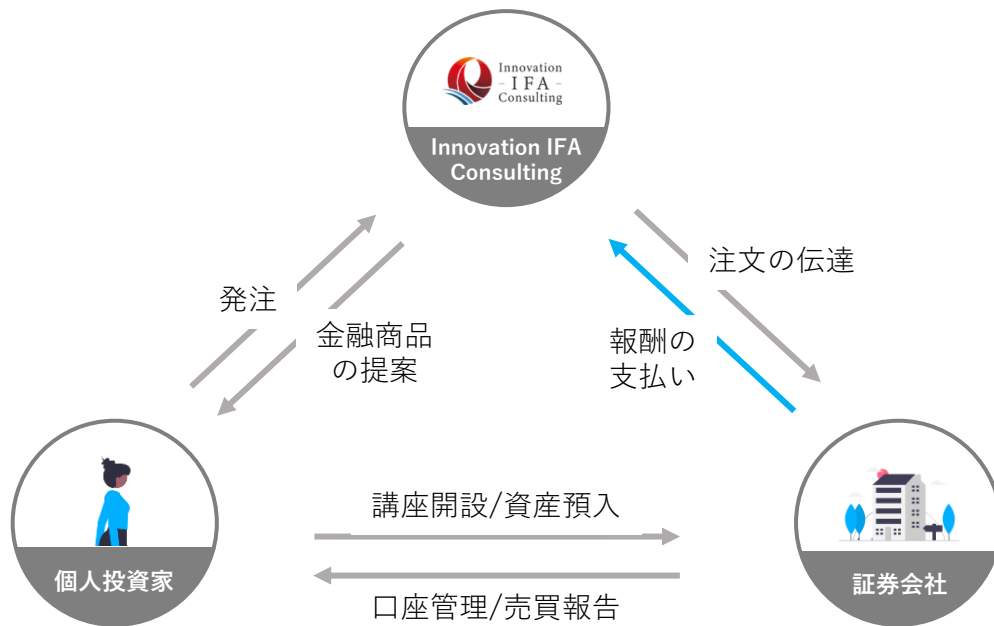 Innovation
- IFA -
Consulting
Innovation IFA
Consulting
発注
金融商品
の提案
注文の伝達
報酬の
支払い
講座開設/資産預入
個人投資家
証券会社
口座管理/売買報告